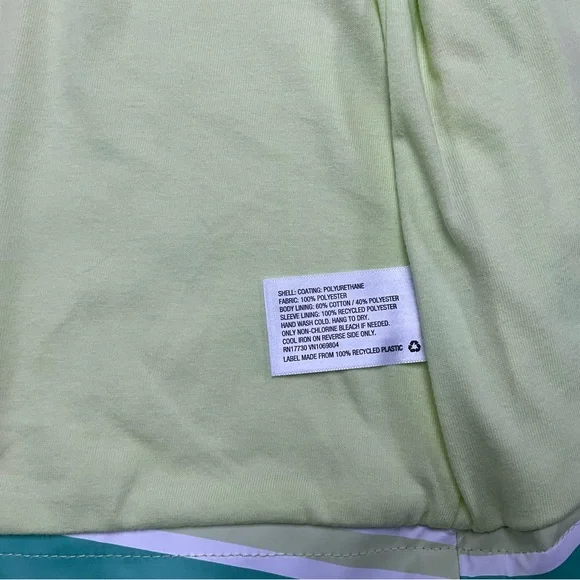 SHELL: COATING: POLYURETHANE
FABRIC: 100% POLYESTER
BODY LINING: 60% COTTON / 40% POLYESTER
SLEEVE LINING: 100% RECYCLED POLYESTER
HAND WASH COLD. HANG TO DRY.
ONLY NON-CHLORINE BLEACH IF NEEDED.
COOL IRON ON REVERSE SIDE ONLY.
RN17730 VN1069804
LABEL MADE FROM 100% RECYCLED PLASTIC